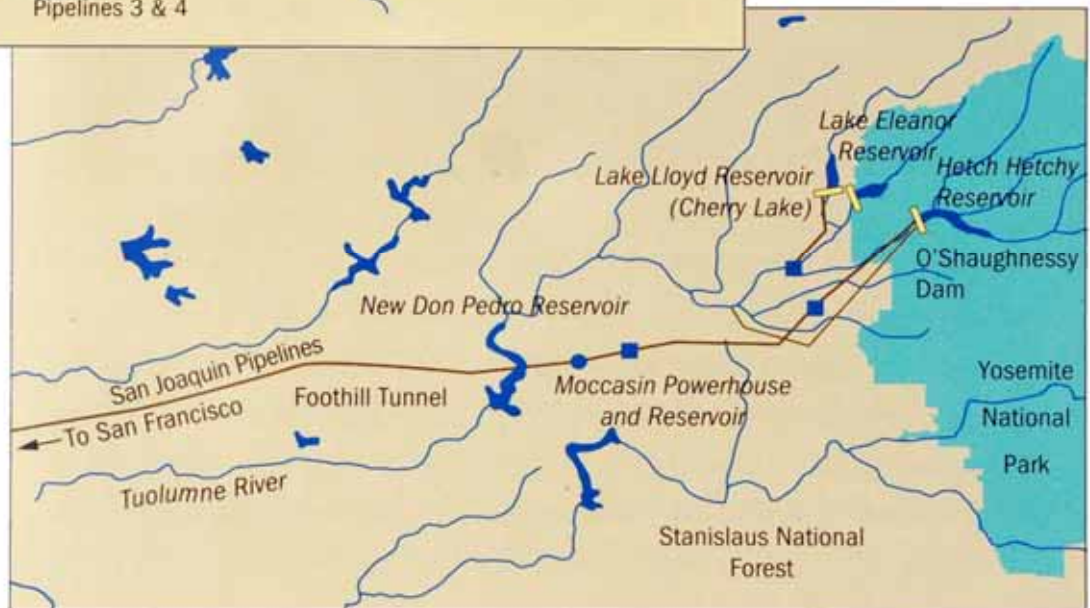 Pipelines 3 & 4
Lake Eleanor
Reservoir
Hetch Hetchy
Reservoir
Lake Lloyd Reservoir
(Cherry Lake)
O'Shaughnessy
Dam
New Don Pedro Reservoir
San Joaquin Pipelines
To San Francisco
Foothill Tunnel
Moccasin Powerhouse
and Reservoir
Yosemite
National
Park
Tuolumne River
Stanislaus National
Forest